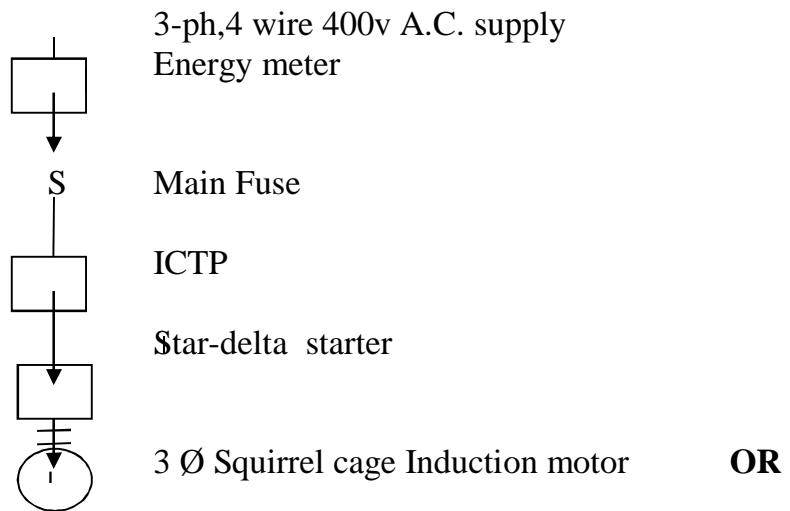 3-ph,4 wire 400v A.C. supply
Energy meter
S Main Fuse
ICTP
Star-delta starter
3 Ø Squirrel cage Induction motor OR